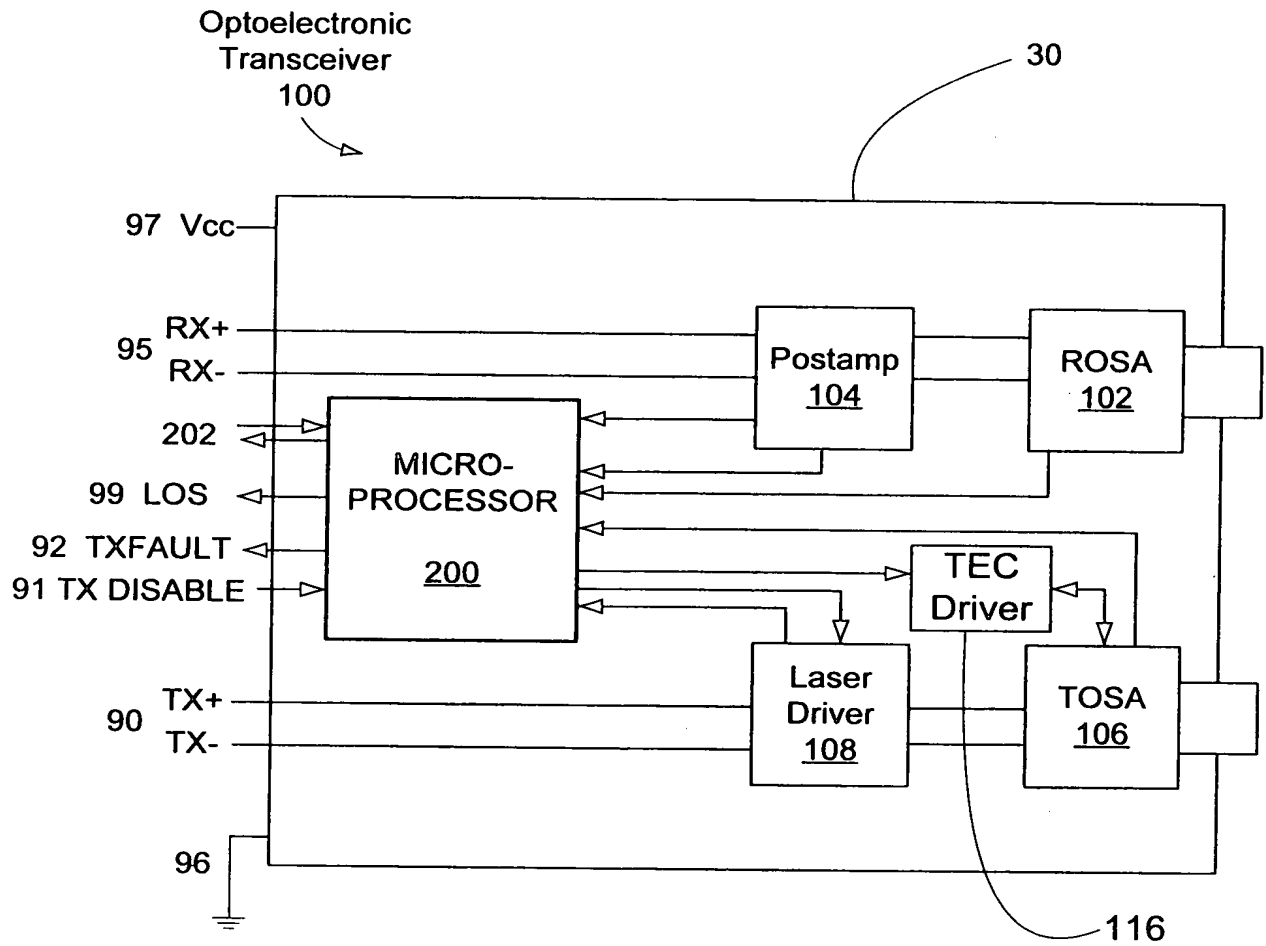 Optoelectronic
Transceiver
100
30
97 Vcc
RX+
95
RX-
Postamp
104
ROSA
102
202
99 LOS
92 TXFAULT
91 TX DISABLE
MICRO-
PROCESSOR
200
TEC
Driver
TX+
90
TX-
Laser
Driver
108
TOSA
106
96
116